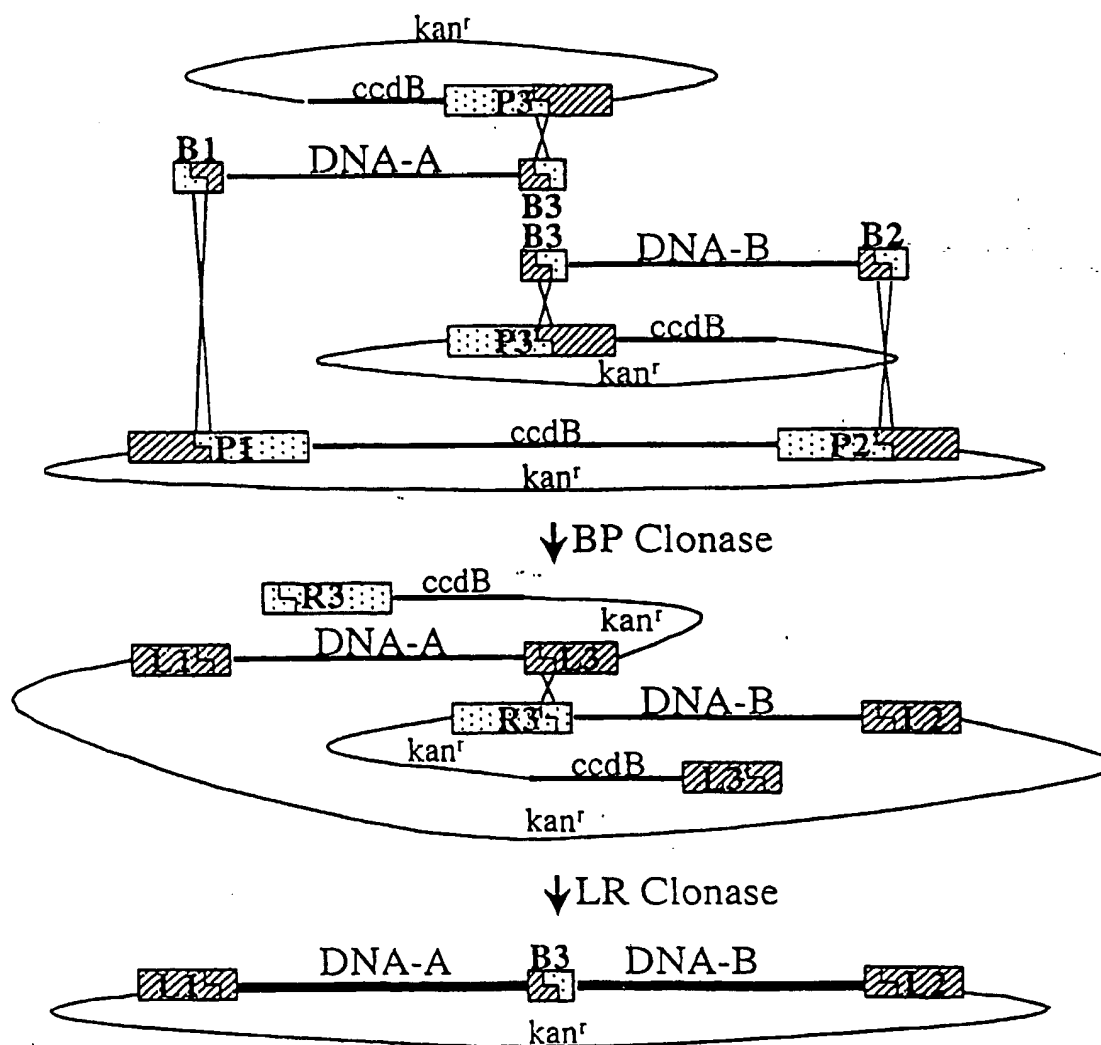 kanʳ
ccdB P3
B1 DNA-A
B3
B3 DNA-B B2
P3 ccdB
kanʳ
P1 ccdB P2
kanʳ
BP Clonase
R3 ccdB
kanʳ
L1 DNA-A L3
R3 DNA-B L2
kanʳ
ccdB L3
kanʳ
LR Clonase
L1 DNA-A B3 DNA-B L2
kanʳ